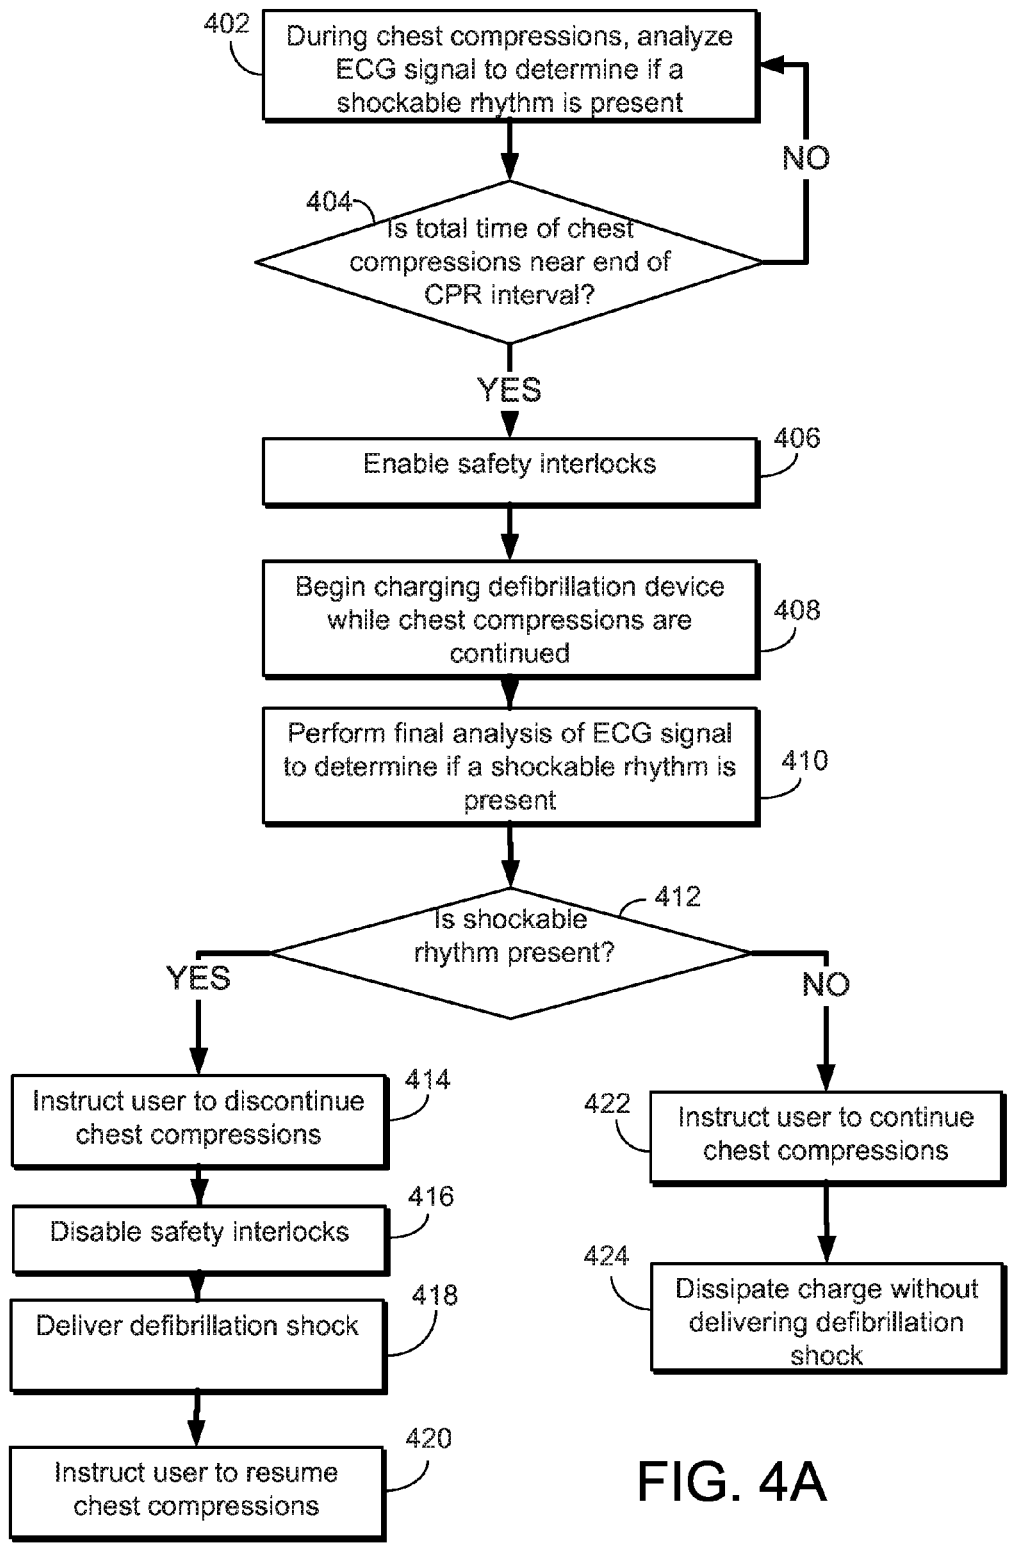 402
During chest compressions, analyze
ECG signal to determine if a
shockable rhythm is present
NO
404
Is total time of chest
compressions near end of
CPR interval?
YES
406
Enable safety interlocks
Begin charging defibrillation device
while chest compressions are
continued
408
Perform final analysis of ECG signal
to determine if a shockable rhythm is
present
410
412
Is shockable
rhythm present?
YES
NO
414
Instruct user to discontinue
chest compressions
422
Instruct user to continue
chest compressions
416
Disable safety interlocks
424
Dissipate charge without
delivering defibrillation
shock
418
Deliver defibrillation shock
420
Instruct user to resume
chest compressions
FIG. 4A